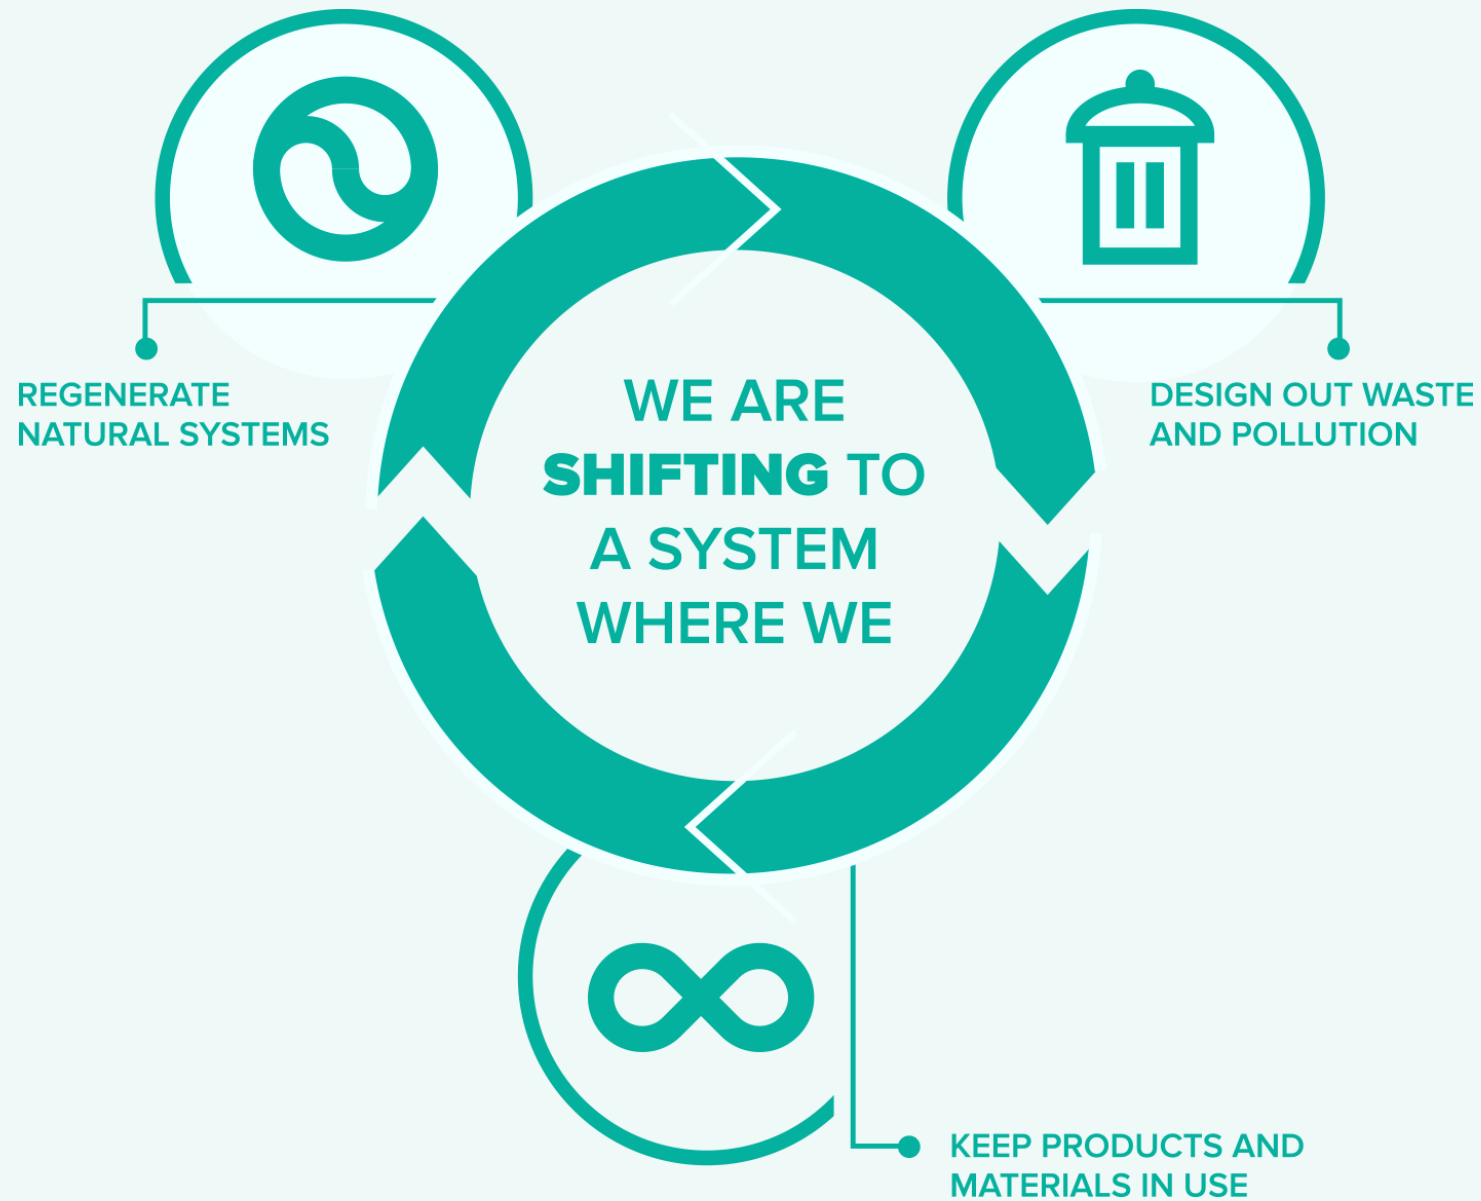 WE ARE
SHIFTING TO
A SYSTEM
WHERE WE
REGENERATE
NATURAL SYSTEMS
DESIGN OUT WASTE
AND POLLUTION
KEEP PRODUCTS AND
MATERIALS IN USE